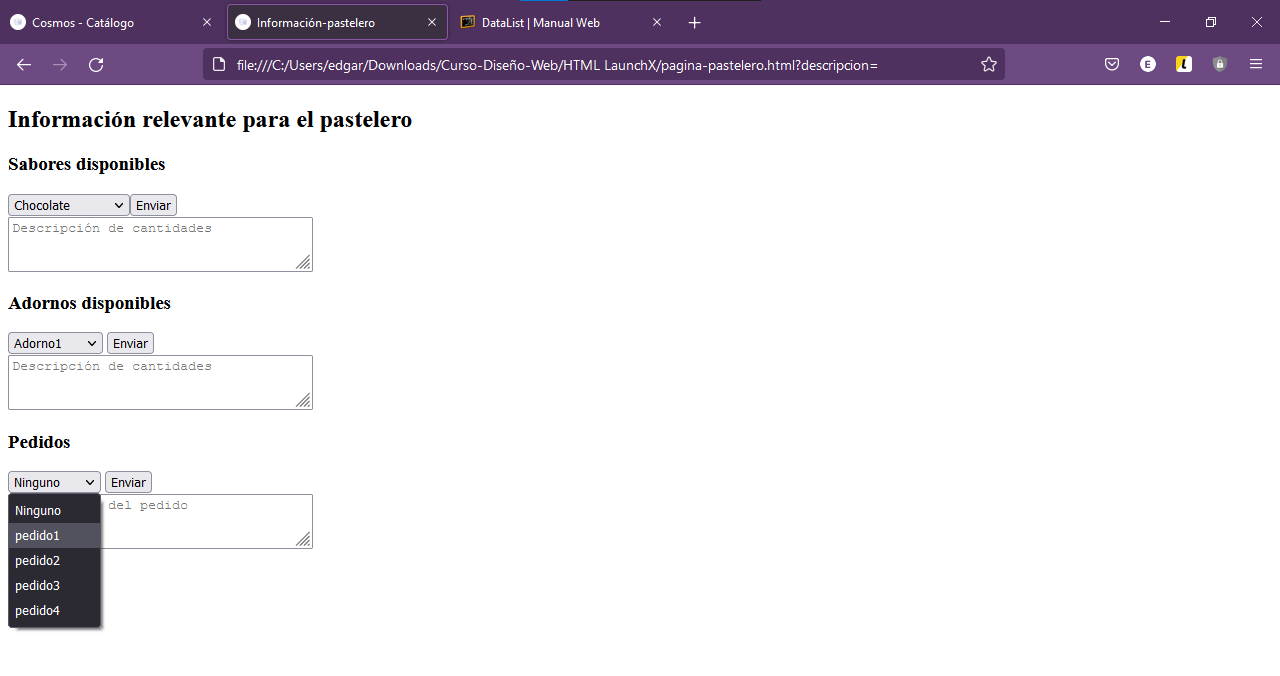 Cosmos - Catálogo
Información-pastelero
DataList | Manual Web
file:///C:/Users/edgar/Downloads/Curso-Diseño-Web/HTML LaunchX/pagina-pastelero.html?descripcion=
E
Información relevante para el pastelero
Sabores disponibles
Chocolate Enviar
Descripción de cantidades
Adornos disponibles
Adorno1 Enviar
Descripción de cantidades
Pedidos
Ninguno Enviar
del pedido
Ninguno
pedido1
pedido2
pedido3
pedido4